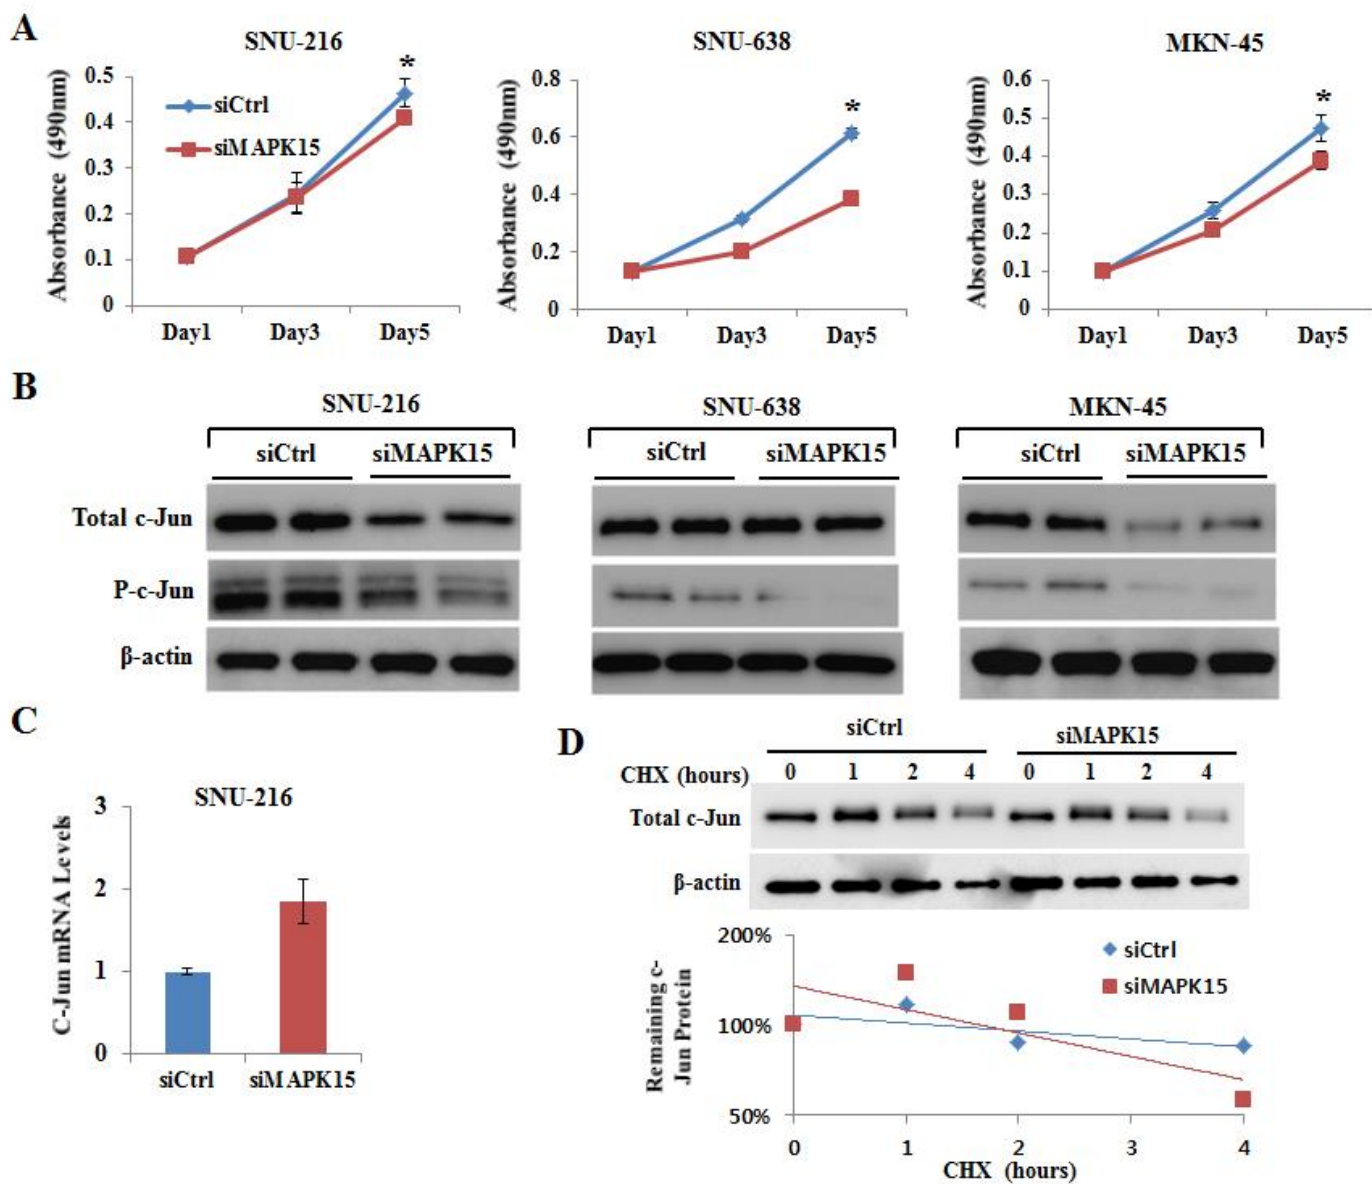 A
SNU-216
SNU-638
MKN-45
Absorbance (490nm)
0.5
0.4
0.3
0.2
0.1
0
*
siCtrl
siMAPK15
Day1 Day3 Day5
Absorbance (490nm)
0.8
0.6
0.4
0.2
0
*
Day1 Day3 Day5
Absorbance (490nm)
0.6
0.5
0.4
0.3
0.2
0.1
0
*
Day1 Day3 Day5
B
SNU-216
SNU-638
MKN-45
siCtrl siMAPK15
siCtrl siMAPK15
siCtrl siMAPK15
Total c-Jun
P-c-Jun
β-actin
C
SNU-216
C-Jun mRNA Levels
3
2
1
0
siCtrl siMAPK15
D
siCtrl siMAPK15
CHX (hours) 0 1 2 4 0 1 2 4
Total c-Jun
β-actin
Remaining c-
Jun Protein
200%
100%
50%
siCtrl
siMAPK15
0 1 2 3 4
CHX (hours)